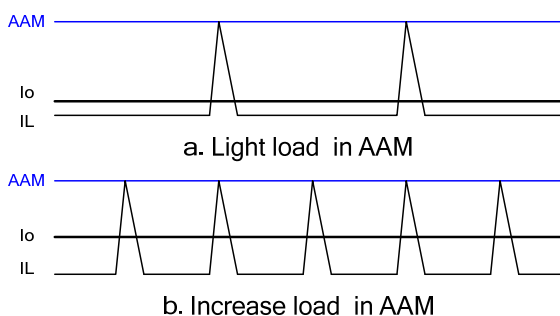 AAM
Io
IL
a. Light load in AAM
AAM
Io
IL
b. Increase load in AAM